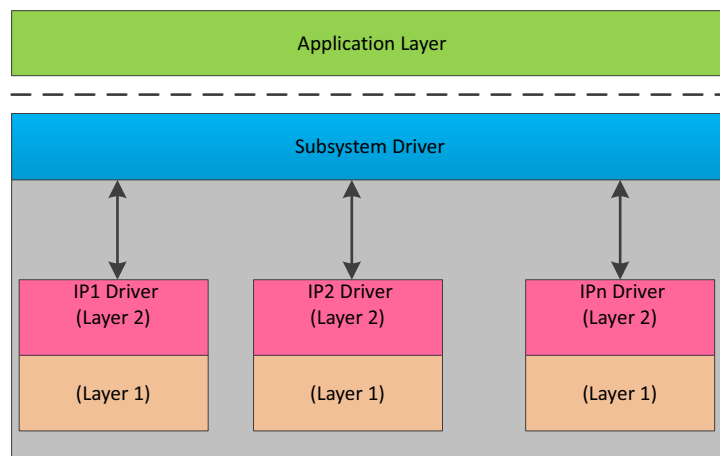 Application Layer
Subsystem Driver
IP1 Driver
(Layer 2)
IP2 Driver
(Layer 2)
IPn Driver
(Layer 2)
(Layer 1)
(Layer 1)
(Layer 1)